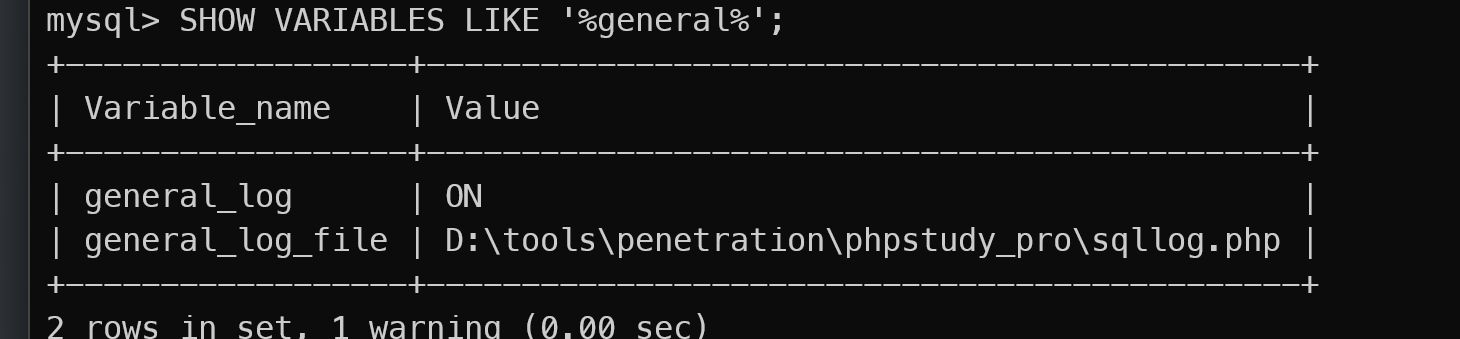 mysql> SHOW VARIABLES LIKE '%general%';
+------------------+----------------------------------------------+
| Variable_name    | Value                                        |
+------------------+----------------------------------------------+
| general_log      | ON                                           |
| general_log_file | D:\tools\penetration\phpstudy_pro\sqllog.php |
+------------------+----------------------------------------------+
2 rows in set, 1 warning (0.00 sec)